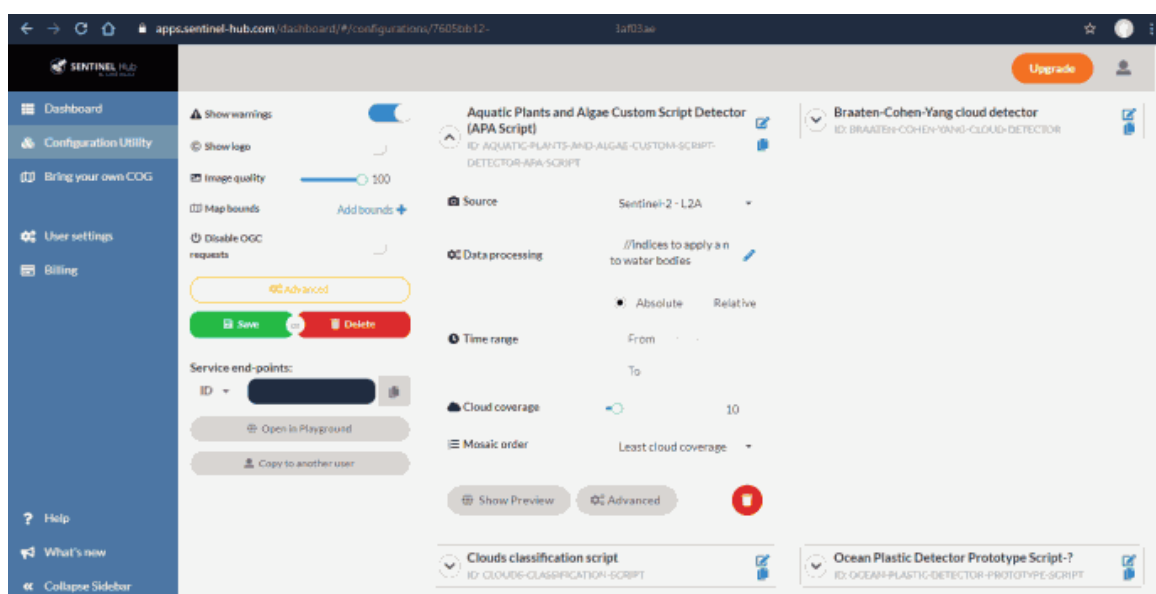 apps.sentinel-hub.com/dashboard/#/configurations/7605bb12-
1af03ae
SENTINEL Hub
Upgrade
Dashboard
Configuration Utility
Bring your own COG
User settings
Billing
Help
What's new
Collapse Sidebar
Show warnings
Show logo
Image quality 100
Map bounds Add bounds
Disable OGC
requests
Advanced
Save or Delete
Service end-points:
ID
Open in Playground
Copy to another user
Aquatic Plants and Algae Custom Script Detector
(APA Script)
ID: AQUATIC-PLANTS-AND-ALGAE-CUSTOM-SCRIPT-
DETECTOR-APA-SCRIPT
Source Sentinel-2 - L2A
Data processing //indices to apply a n
to water bodies
Absolute Relative
Time range From
To
Cloud coverage 10
Mosaic order Least cloud coverage
Show Preview Advanced
Clouds classification script
ID: CLOUDS-CLASSIFICATION-SCRIPT
Braaten-Cohen-Yang cloud detector
ID: BRAATEN-COHEN-YANG-CLOUD-DETECTOR
Ocean Plastic Detector Prototype Script-?
ID: OCEAN-PLASTIC-DETECTOR-PROTOTYPE-SCRIPT